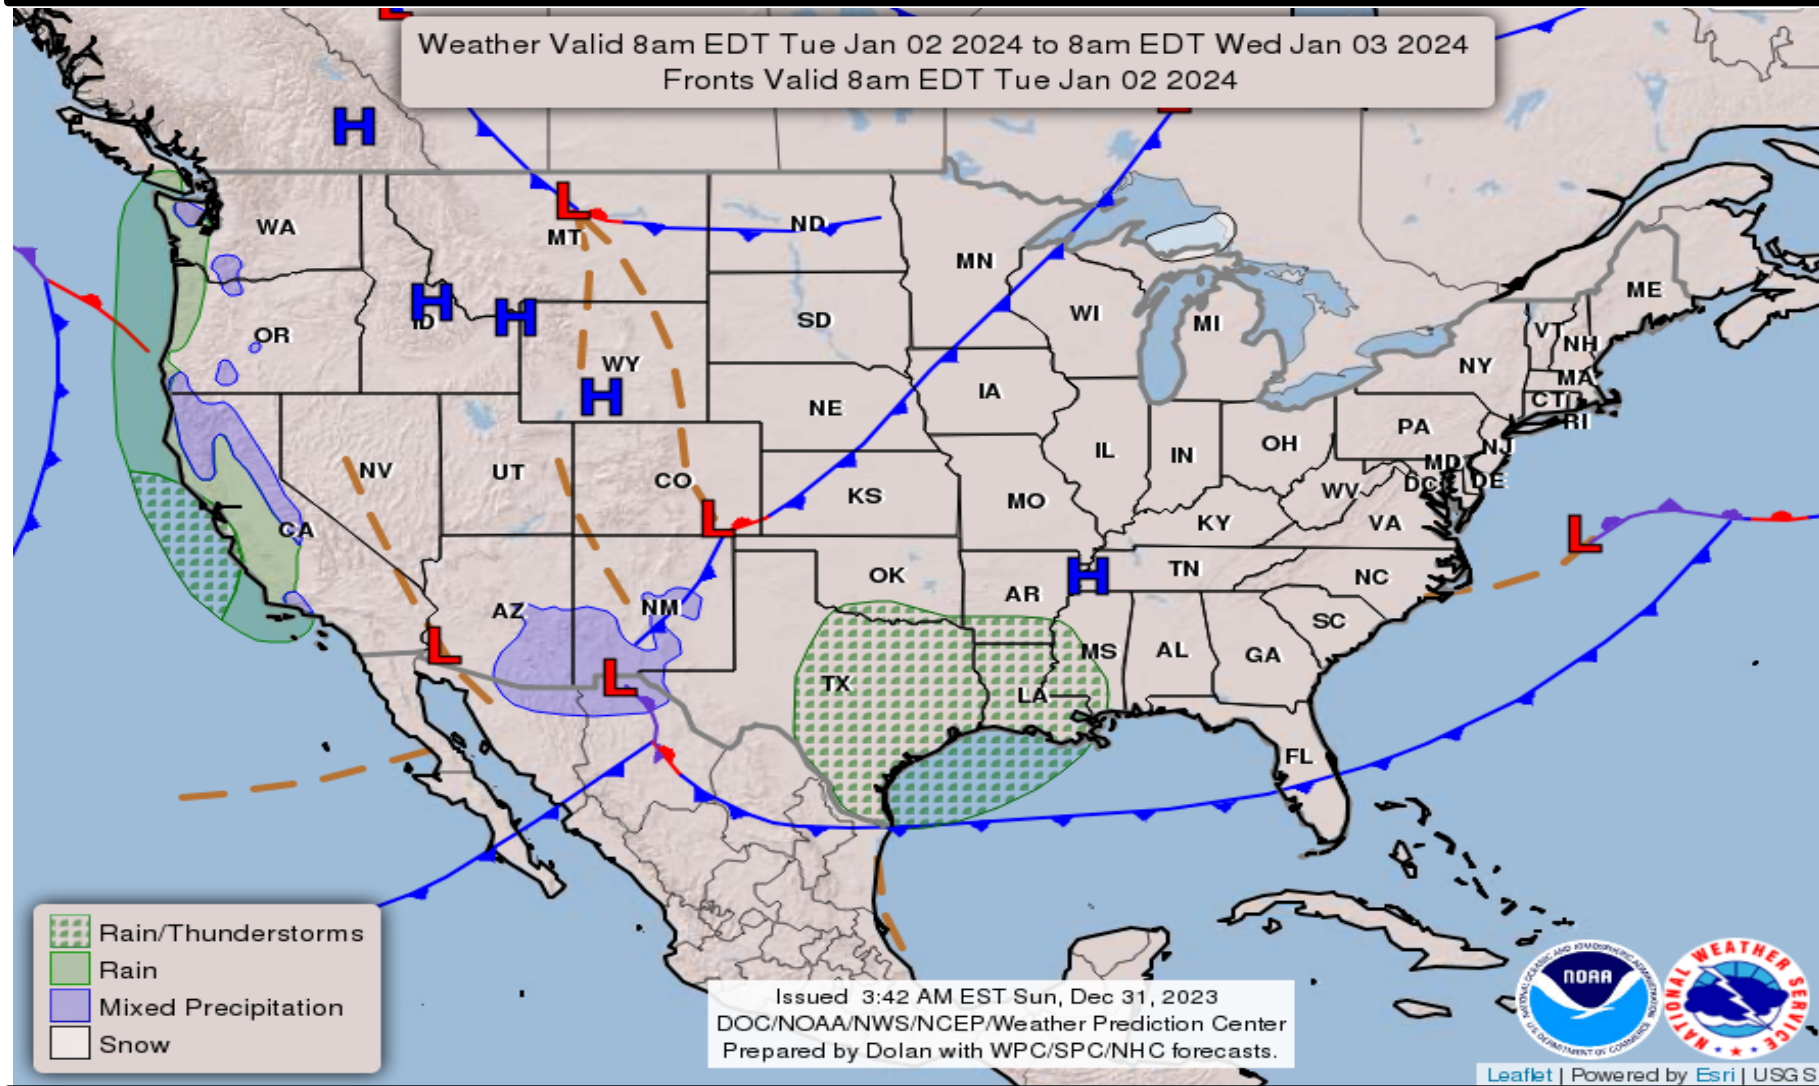 Weather Valid 8am EDT Tue Jan 02 2024 to 8am EDT Wed Jan 03 2024
Fronts Valid 8am EDT Tue Jan 02 2024
L
L
H
L
WA
MT
ND
MN
ME
H
H
ID
OR
SD
WI
MI
VT
NH
WY
NY
MA
H
NE
IA
CT
RI
PA
NV
UT
CO
KS
IL
IN
OH
NJ
MD
DC
DE
MO
WV
CA
L
KY
VA
L
OK
H
TN
NC
AZ
NM
AR
SC
L
MS
AL
GA
L
TX
LA
FL
Rain/Thunderstorms
Rain
Mixed Precipitation
Snow
Issued 3:42 AM EST Sun, Dec 31, 2023
DOC/NOAA/NWS/NCEP/Weather Prediction Center
Prepared by Dolan with WPC/SPC/NHC forecasts.
NOAA
NATIONAL WEATHER SERVICE
Leaflet | Powered by Esri | USGS